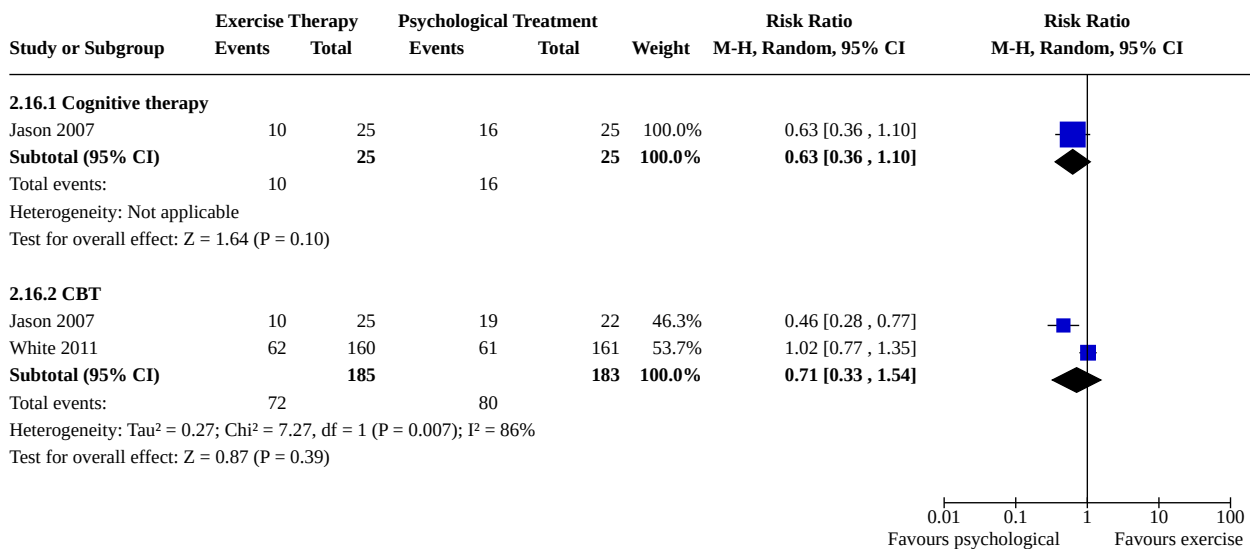 Exercise Therapy Psychological Treatment Risk Ratio Risk Ratio
Study or Subgroup Events Total Events Total Weight M-H, Random, 95% CI M-H, Random, 95% CI
2.16.1 Cognitive therapy
Jason 2007 10 25 16 25 100.0% 0.63 [0.36 , 1.10]
Subtotal (95% CI) 25 25 100.0% 0.63 [0.36 , 1.10]
Total events: 10 16
Heterogeneity: Not applicable
Test for overall effect: Z = 1.64 (P = 0.10)
2.16.2 CBT
Jason 2007 10 25 19 22 46.3% 0.46 [0.28 , 0.77]
White 2011 62 160 61 161 53.7% 1.02 [0.77 , 1.35]
Subtotal (95% CI) 185 183 100.0% 0.71 [0.33 , 1.54]
Total events: 72 80
Heterogeneity: Tau² = 0.27; Chi² = 7.27, df = 1 (P = 0.007); I² = 86%
Test for overall effect: Z = 0.87 (P = 0.39)
0.01 0.1 1 10 100
Favours psychological Favours exercise